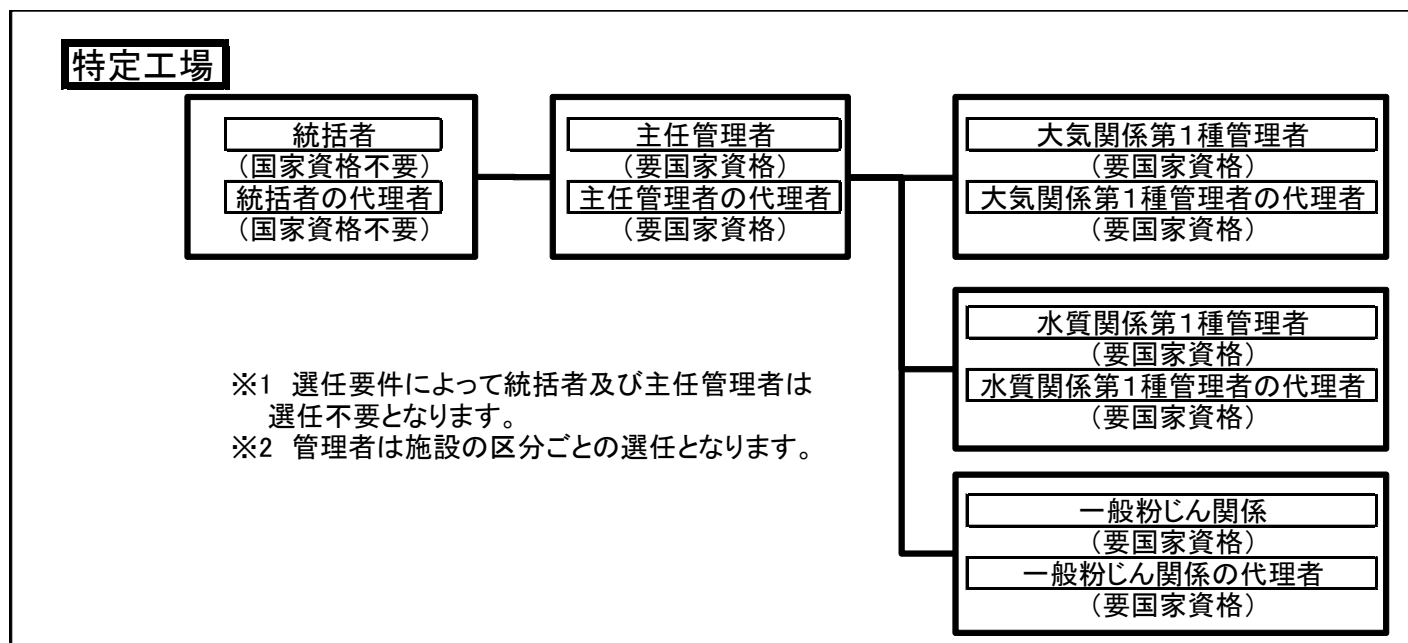 特定工場
統括者
（国家資格不要）
統括者の代理者
（国家資格不要）
主任管理者
（要国家資格）
主任管理者の代理者
（要国家資格）
大気関係第１種管理者
（要国家資格）
大気関係第１種管理者の代理者
（要国家資格）
水質関係第１種管理者
（要国家資格）
水質関係第１種管理者の代理者
（要国家資格）
一般粉じん関係
（要国家資格）
一般粉じん関係の代理者
（要国家資格）
※1　選任要件によって統括者及び主任管理者は
選任不要となります。
※2　管理者は施設の区分ごとの選任となります。